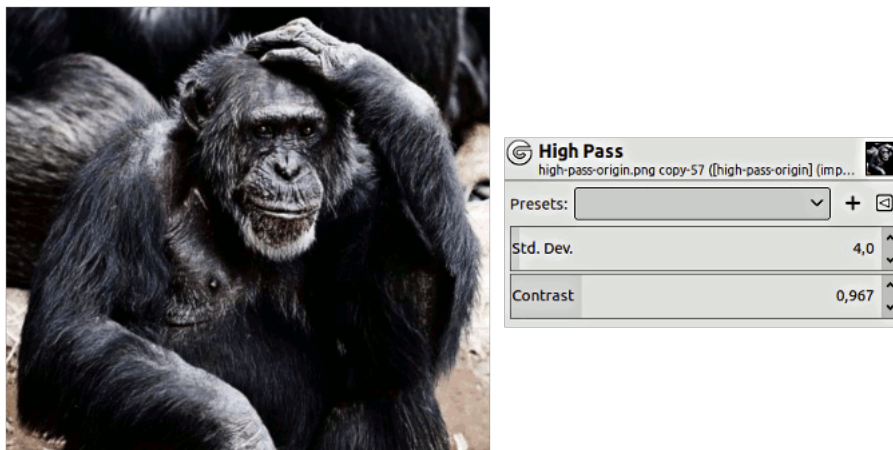 High Pass
high-pass-origin.png copy-57 ([high-pass-origin] (imp...
Presets:
Std. Dev.
4,0
Contrast
0,967